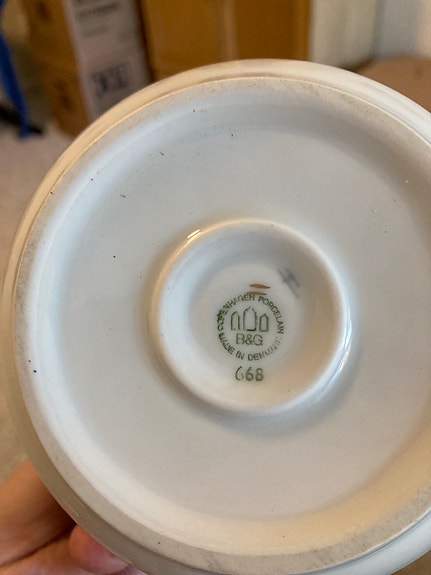 COPENHAGEN PORCELAIN
B&G
MADE IN DENMARK
668